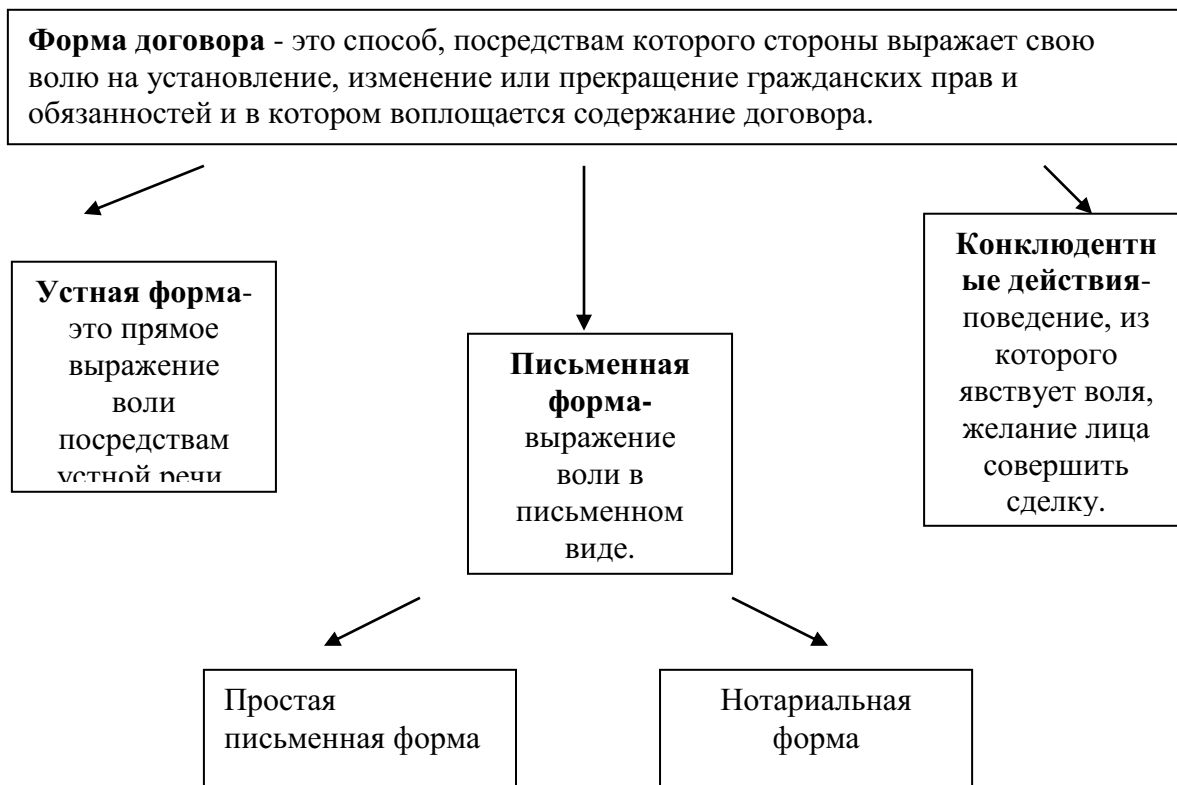 Форма договора - это способ, посредствам которого стороны выражает свою
волю на установление, изменение или прекращение гражданских прав и
обязанностей и в котором воплощается содержание договора.
Устная форма-
это прямое
выражение
воли
посредствам
устной речи
Письменная
форма-
выражение
воли в
письменном
виде.
Конклюдентн
ые действия-
поведение, из
которого
явствует воля,
желание лица
совершить
сделку.
Простая
письменная форма
Нотариальная
форма